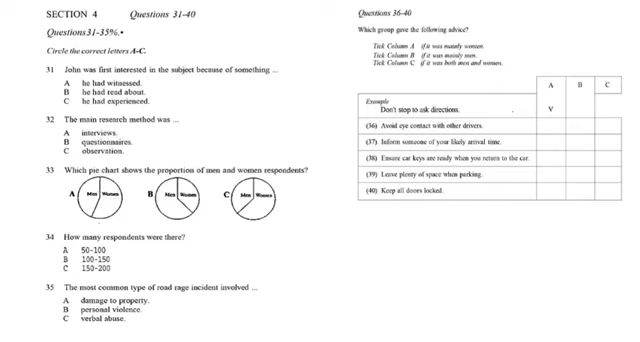 SECTION 4 Questions 31-40
Questions 31-35%.•
Circle the correct letters A-C.
31 John was first interested in the subject because of something ...
A he had witnessed.
B he had read about.
C he had experienced.
32 The main research method was ...
A interviews.
B questionnaires.
C observation.
33 Which pie chart shows the proportion of men and women respondents?
A Men Women B Men Women C Men Women
34 How many respondents were there?
A 50-100
B 100-150
C 150-200
35 The most common type of road rage incident involved ...
A damage to property.
B personal violence.
C verbal abuse.
Questions 36-40
Which group gave the following advice?
Tick Column A if it was mainly women.
Tick Column B if it was mainly men.
Tick Column C if it was both men and women.
A B C
Example
Don't stop to ask directions. . V
(36) Avoid eye contact with other drivers.
(37) Inform someone of your likely arrival time.
(38) Ensure cat keys are ready when you return to the car.
(39) Leave plenty of space when parking.
(40) Keep all doors locked.